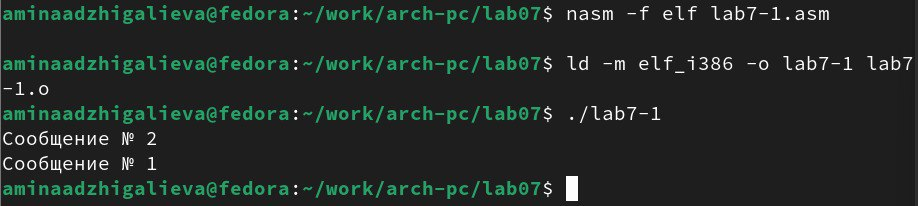 aminaadzhigalieva@fedora:~/work/arch-pc/lab07$ nasm -f elf lab7-1.asm
aminaadzhigalieva@fedora:~/work/arch-pc/lab07$ ld -m elf_i386 -o lab7-1 lab7
-1.o
aminaadzhigalieva@fedora:~/work/arch-pc/lab07$ ./lab7-1
Сообщение № 2
Сообщение № 1
aminaadzhigalieva@fedora:~/work/arch-pc/lab07$